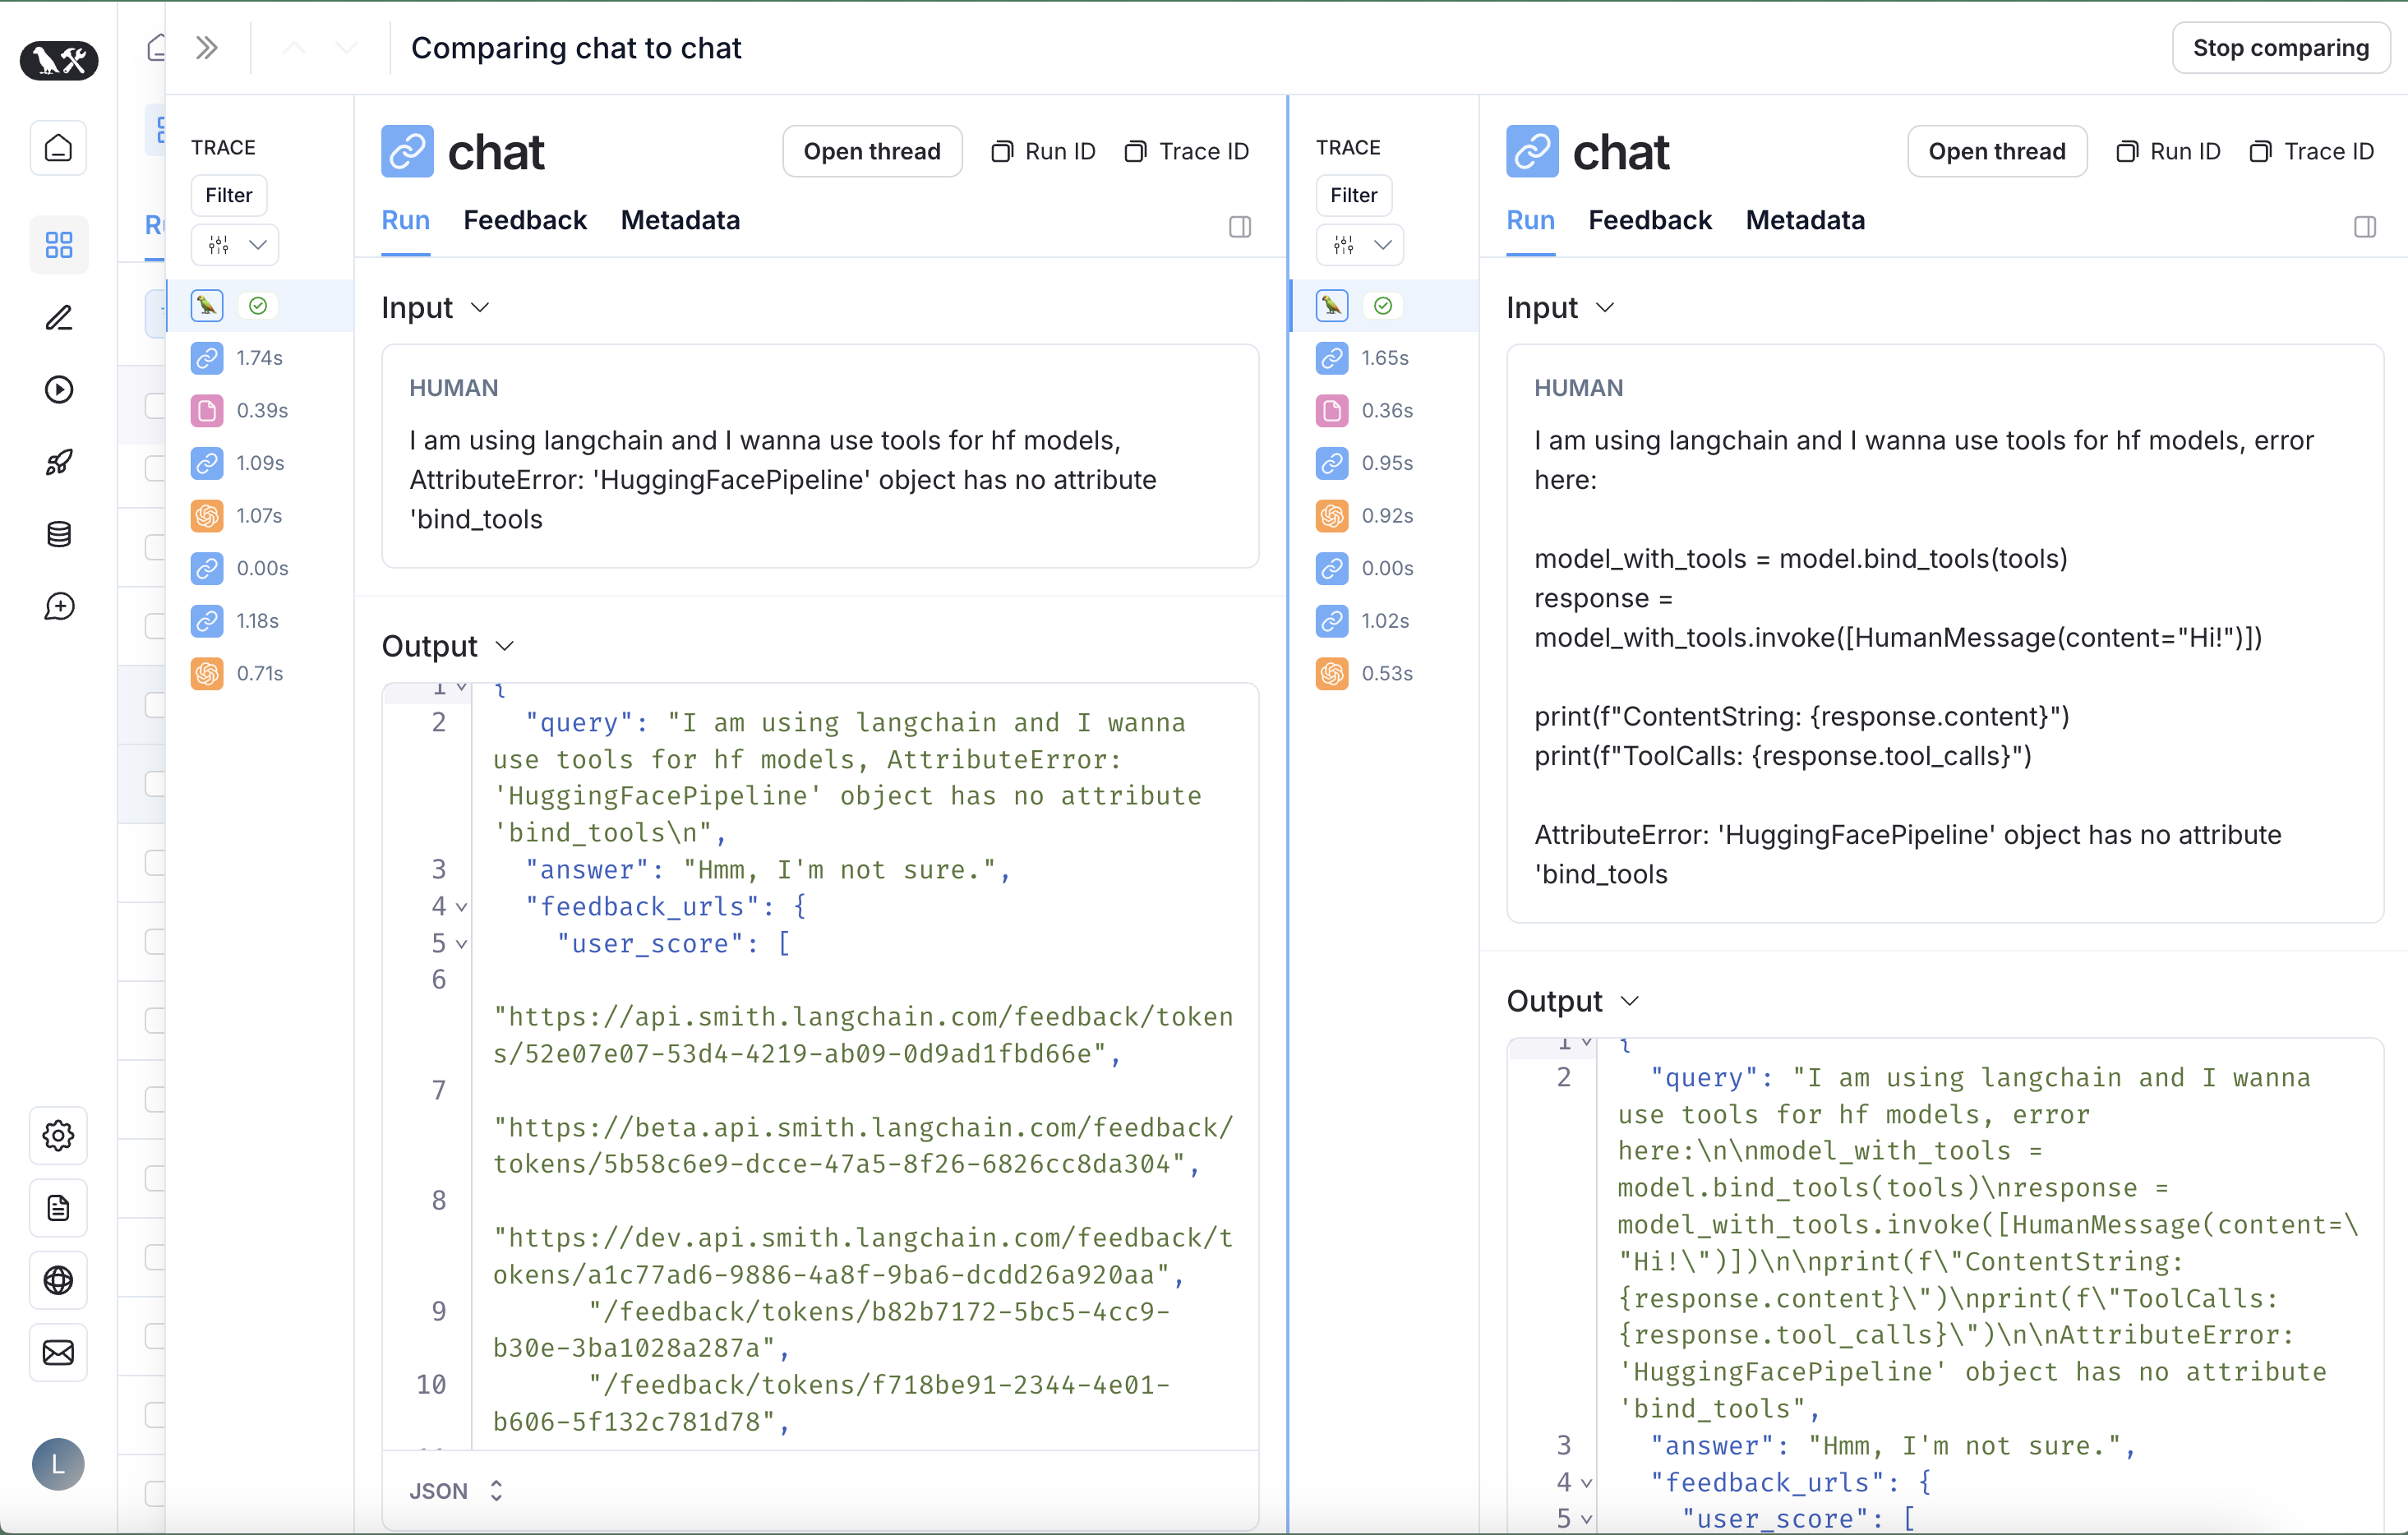 Comparing chat to chat
Stop comparing
TRACE
Filter
1.74s
0.39s
1.09s
1.07s
0.00s
1.18s
0.71s
chat
Open thread
Run ID
Trace ID
Run
Feedback
Metadata
Input
HUMAN
I am using langchain and I wanna use tools for hf models,
AttributeError: 'HuggingFacePipeline' object has no attribute
'bind_tools
Output
1 {
2 "query": "I am using langchain and I wanna
use tools for hf models, AttributeError:
'HuggingFacePipeline' object has no attribute
'bind_tools\n",
3 "answer": "Hmm, I'm not sure.",
4 "feedback_urls": {
5 "user_score": [
6
"https://api.smith.langchain.com/feedback/token
s/52e07e07-53d4-4219-ab09-0d9ad1fbd66e",
7
"https://beta.api.smith.langchain.com/feedback/
tokens/5b58c6e9-dcce-47a5-8f26-6826cc8da304",
8
"https://dev.api.smith.langchain.com/feedback/t
okens/a1c77ad6-9886-4a8f-9ba6-dcdd26a920aa",
9 "/feedback/tokens/b82b7172-5bc5-4cc9-
b30e-3ba1028a287a",
10 "/feedback/tokens/f718be91-2344-4e01-
b606-5f132c781d78",
JSON
TRACE
Filter
1.65s
0.36s
0.95s
0.92s
0.00s
1.02s
0.53s
chat
Open thread
Run ID
Trace ID
Run
Feedback
Metadata
Input
HUMAN
I am using langchain and I wanna use tools for hf models, error
here:
model_with_tools = model.bind_tools(tools)
response =
model_with_tools.invoke([HumanMessage(content="Hi!")])
print(f"ContentString: {response.content}")
print(f"ToolCalls: {response.tool_calls}")
AttributeError: 'HuggingFacePipeline' object has no attribute
'bind_tools
Output
1 {
2 "query": "I am using langchain and I wanna
use tools for hf models, error
here:\n\nmodel_with_tools =
model.bind_tools(tools)\nresponse =
model_with_tools.invoke([HumanMessage(content=\
"Hi!\")])\n\nprint(f\"ContentString:
{response.content}\")\nprint(f\"ToolCalls:
{response.tool_calls}\")\n\nAttributeError:
'HuggingFacePipeline' object has no attribute
'bind_tools",
3 "answer": "Hmm, I'm not sure.",
4 "feedback_urls": {
5 "user_score": [
L